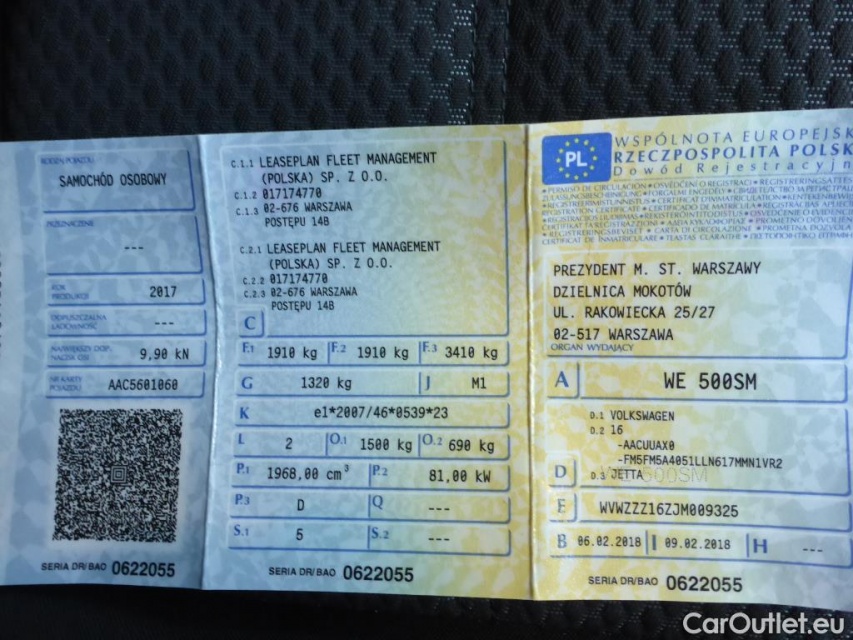 RODZAJ POJAZDU
SAMOCHÓD OSOBOWY
PRZEZNACZENIE
---
ROK PRODUKCJI
2017
DOPUSZCZALNA ŁADOWNOŚĆ
---
NAJWIĘKSZY DOP. NACISK OSI
9,90 kN
NR KARTY POJAZDU
AAC5601060
SERIA DR/BAO 0622055
C.1.1 LEASEPLAN FLEET MANAGEMENT
(POLSKA) SP. Z O.O.
C.1.2 017174770
C.1.3 02-676 WARSZAWA
POSTĘPU 14B
C.2.1 LEASEPLAN FLEET MANAGEMENT
(POLSKA) SP. Z O.O.
C.2.2 017174770
C.2.3 02-676 WARSZAWA
POSTĘPU 14B
C
F.1 1910 kg F.2 1910 kg F.3 3410 kg
G 1320 kg J M1
K e1*2007/46*0539*23
L 2 O.1 1500 kg O.2 690 kg
P.1 1968,00 cm³ P.2 81,00 kW
P.3 D Q ---
S.1 5 S.2 ---
SERIA DR/BAO 0622055
PL
WSPÓLNOTA EUROPEJSK
RZECZPOSPOLITA POLSK
Dowód Rejestracyjn
PREZYDENT M. ST. WARSZAWY
DZIELNICA MOKOTÓW
UL. RAKOWIECKA 25/27
02-517 WARSZAWA
ORGAN WYDAJĄCY
A WE 500SM
D.1 VOLKSWAGEN
D.2 16
-AACUUAX0
-FM5FM5A4051LLN617MMN1VR2
D D.3 JETTA
E WVWZZZ16ZJM009325
B 06.02.2018 I 09.02.2018 H ---
SERIA DR/BAO 0622055
CarOutlet.eu